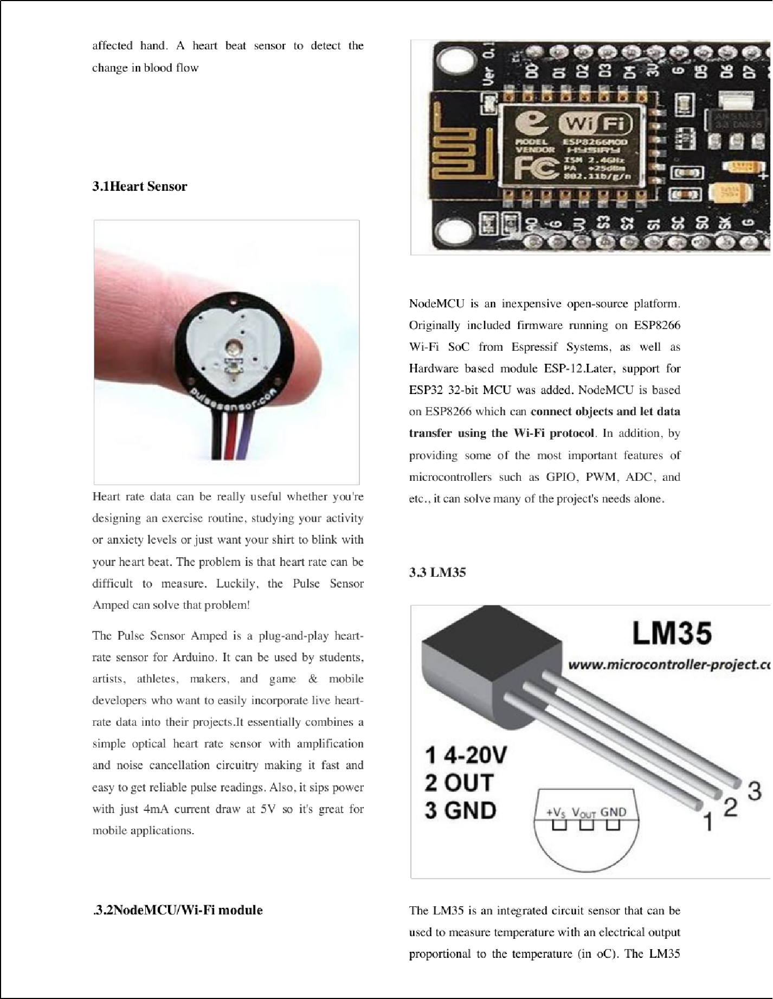 affected hand. A heart beat sensor to detect the
change in blood flow
3.1Heart Sensor
pulsesensor.com
Heart rate data can be really useful whether you're
designing an exercise routine, studying your activity
or anxiety levels or just want your shirt to blink with
your heart beat. The problem is that heart rate can be
difficult to measure. Luckily, the Pulse Sensor
Amped can solve that problem!
The Pulse Sensor Amped is a plug-and-play heart-
rate sensor for Arduino. It can be used by students,
artists, athletes, makers, and game & mobile
developers who want to easily incorporate live heart-
rate data into their projects.It essentially combines a
simple optical heart rate sensor with amplification
and noise cancellation circuitry making it fast and
easy to get reliable pulse readings. Also, it sips power
with just 4mA current draw at 5V so it's great for
mobile applications.
.3.2NodeMCU/Wi-Fi module
Ver 0.1
D0 D1 D2 D3 D4 3V G D5 D6 D7
WiFi
MODEL ESP8266MOD
VENDOR
FC
ISM 2.4GHz
PA +25dBm
802.11b/g/n
G VU S3 S2 S1 SC SO SK G
NodeMCU is an inexpensive open-source platform.
Originally included firmware running on ESP8266
Wi-Fi SoC from Espressif Systems, as well as
Hardware based module ESP-12.Later, support for
ESP32 32-bit MCU was added. NodeMCU is based
on ESP8266 which can connect objects and let data
transfer using the Wi-Fi protocol. In addition, by
providing some of the most important features of
microcontrollers such as GPIO, PWM, ADC, and
etc., it can solve many of the project's needs alone.
3.3 LM35
LM35
www.microcontroller-project.co
1 4-20V
2 OUT
3 GND
+VS VOUT GND
1 2 3
The LM35 is an integrated circuit sensor that can be
used to measure temperature with an electrical output
proportional to the temperature (in oC). The LM35